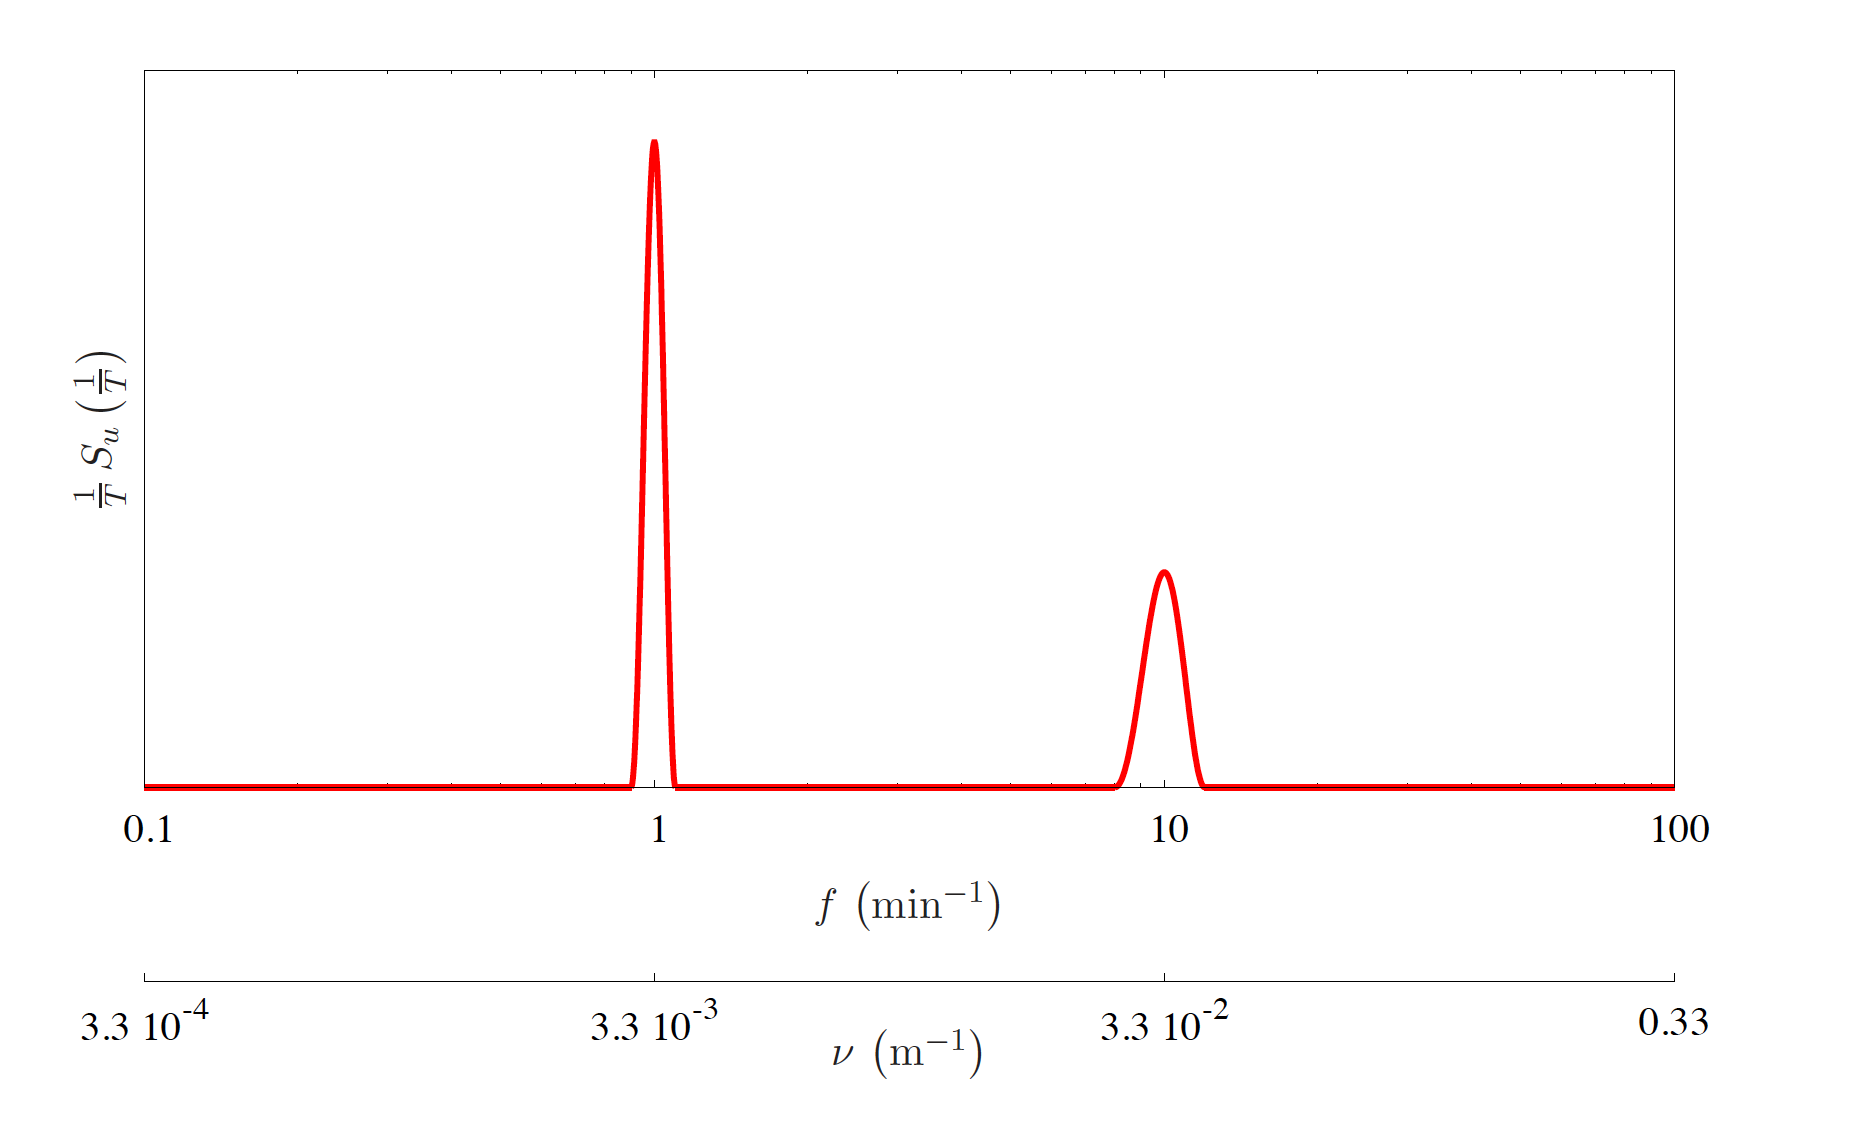 1/T S_u (1/T)
0.1 1 10 100
f (min⁻¹)
3.3 10⁻⁴ 3.3 10⁻³ 3.3 10⁻² 0.33
ν (m⁻¹)